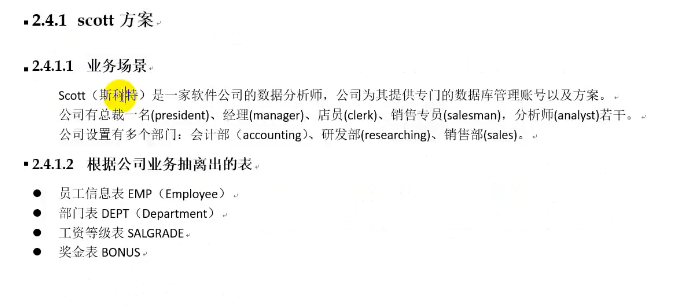 2.4.1 scott 方案
2.4.1.1 业务场景
Scott（斯科特）是一家软件公司的数据分析师，公司为其提供专门的数据库管理账号以及方案。
公司有总裁一名(president)、经理(manager)、店员(clerk)、销售专员(salesman)，分析师(analyst)若干。
公司设置有多个部门：会计部（accounting）、研发部(researching)、销售部(sales)。
2.4.1.2 根据公司业务抽离出的表
● 员工信息表 EMP（Employee）
● 部门表 DEPT（Department）
● 工资等级表 SALGRADE
● 奖金表 BONUS